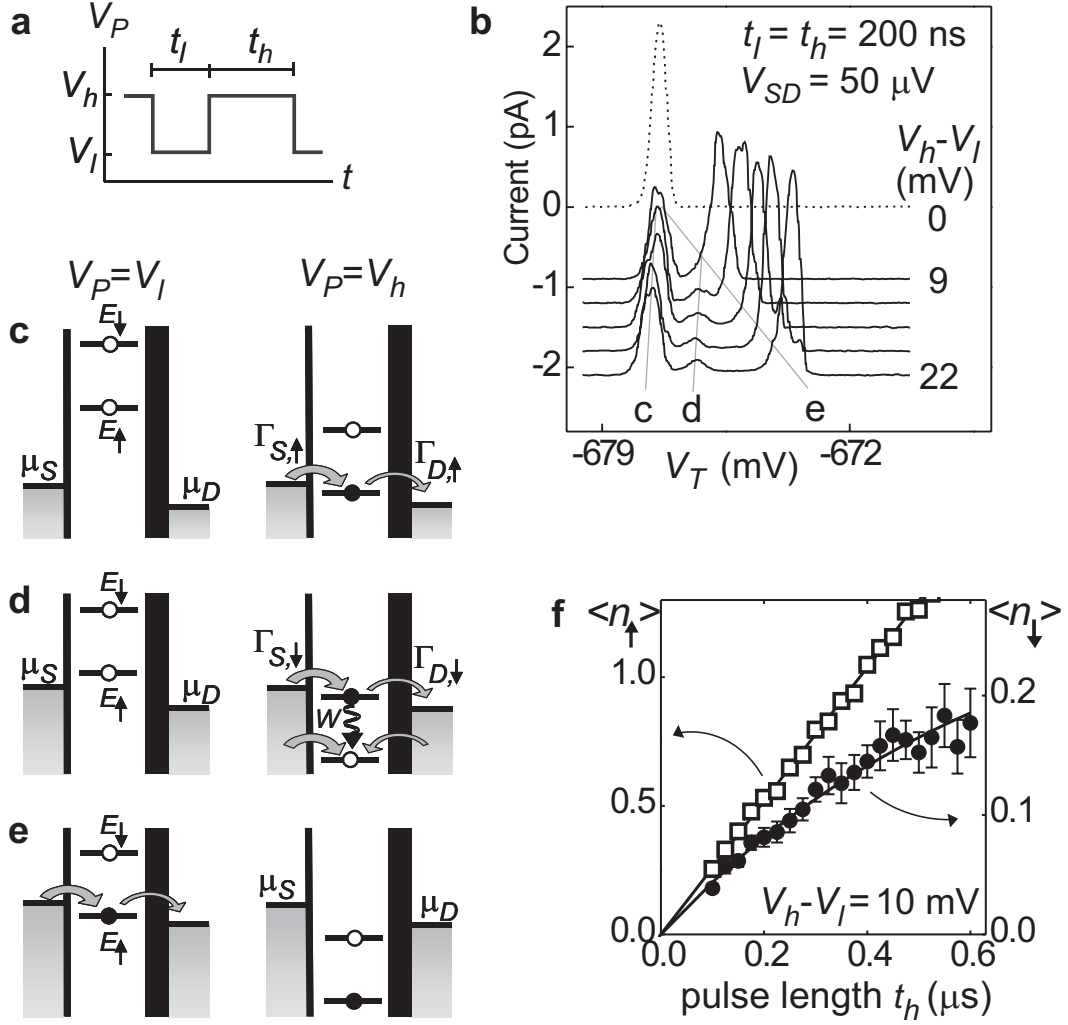 a
V_P
t_l t_h
V_h
V_l
t
b
t_l = t_h = 200 ns
V_SD = 50 μV
V_h-V_l
(mV)
0
9
22
2
1
0
-1
-2
Current (pA)
c d e
-679 -672
V_T (mV)
V_P=V_l V_P=V_h
c
E↓
E↑
μ_S
μ_D
Γ_S,↑
Γ_D,↑
d
E↓
E↑
μ_S
μ_D
Γ_S,↓
Γ_D,↓
W
e
E↓
E↑
μ_S
μ_D
f
<n↑> <n↓>
1.0
0.5
0.0
0.2
0.1
0.0
V_h-V_l = 10 mV
0.0 0.2 0.4 0.6
pulse length t_h (μs)